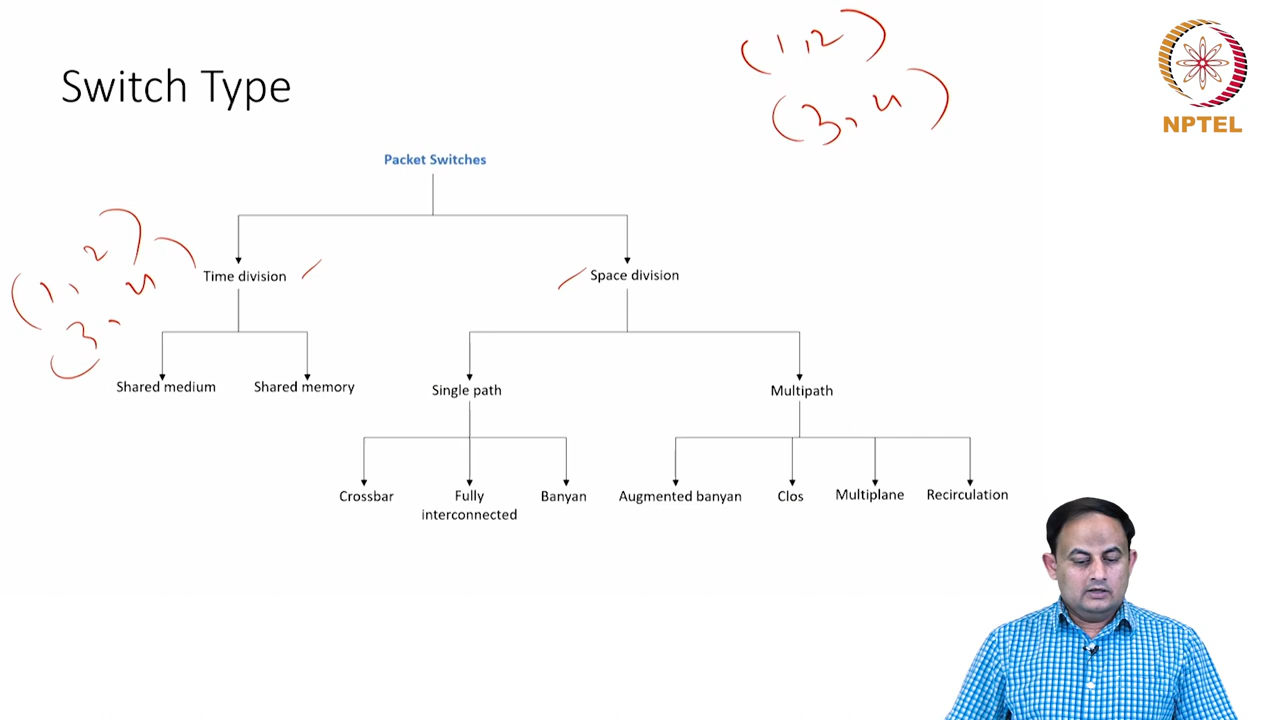 (1,2)
Switch Type
(3,4)
NPTEL
Packet Switches
(1,2)
Time division
Space division
3,4
Shared medium
Shared memory
Single path
Multipath
Crossbar
Fully
interconnected
Banyan
Augmented banyan
Clos
Multiplane
Recirculation